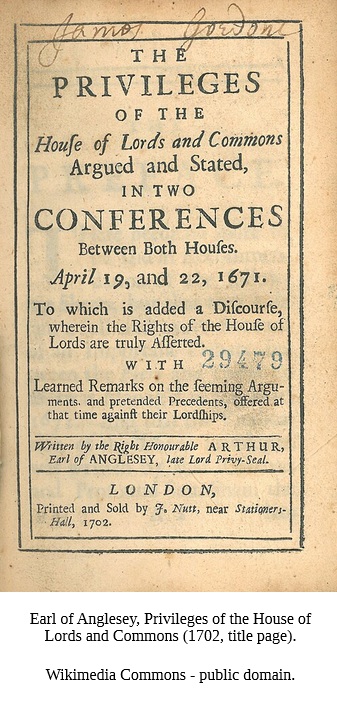 James Gordone
THE
PRIVILEGES
OF THE
Houſe of Lords and Commons
Argued and Stated,
IN TWO
CONFERENCES
Between Both Houſes.
April 19, and 22, 1671.
To which is added a Diſcourſe,
wherein the Rights of the Houſe of
Lords are truly Aſſerted.
WITH 29479
Learned Remarks on the ſeeming Argu-
ments. and pretended Precedents, offered at
that time againſt their Lordſhips.
Written by the Right Honourable ARTHUR,
Earl of ANGLESEY, late Lord Privy-Seal.
LONDON,
Printed and Sold by J. Nutt, near Stationers-
Hall, 1702.
Earl of Anglesey, Privileges of the House of
Lords and Commons (1702, title page).
Wikimedia Commons - public domain.